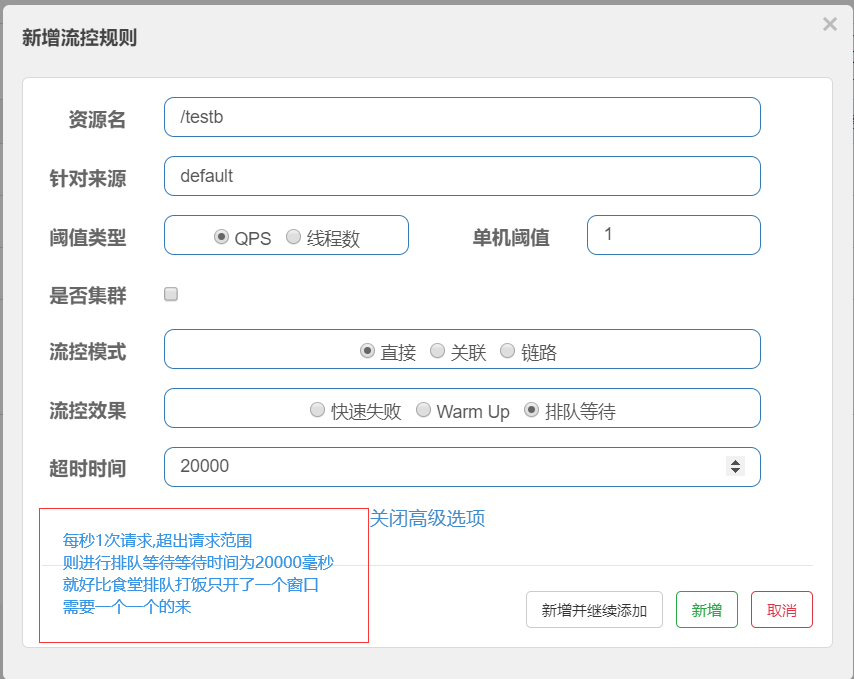 新增流控规则
×
资源名 /testb
针对来源 default
阈值类型 QPS 线程数 单机阈值 1
是否集群
流控模式 直接 关联 链路
流控效果 快速失败 Warm Up 排队等待
超时时间 20000
关闭高级选项
每秒1次请求,超出请求范围
则进行排队等待等待时间为20000毫秒
就好比食堂排队打饭只开了一个窗口
需要一个一个的来
新增并继续添加 新增 取消